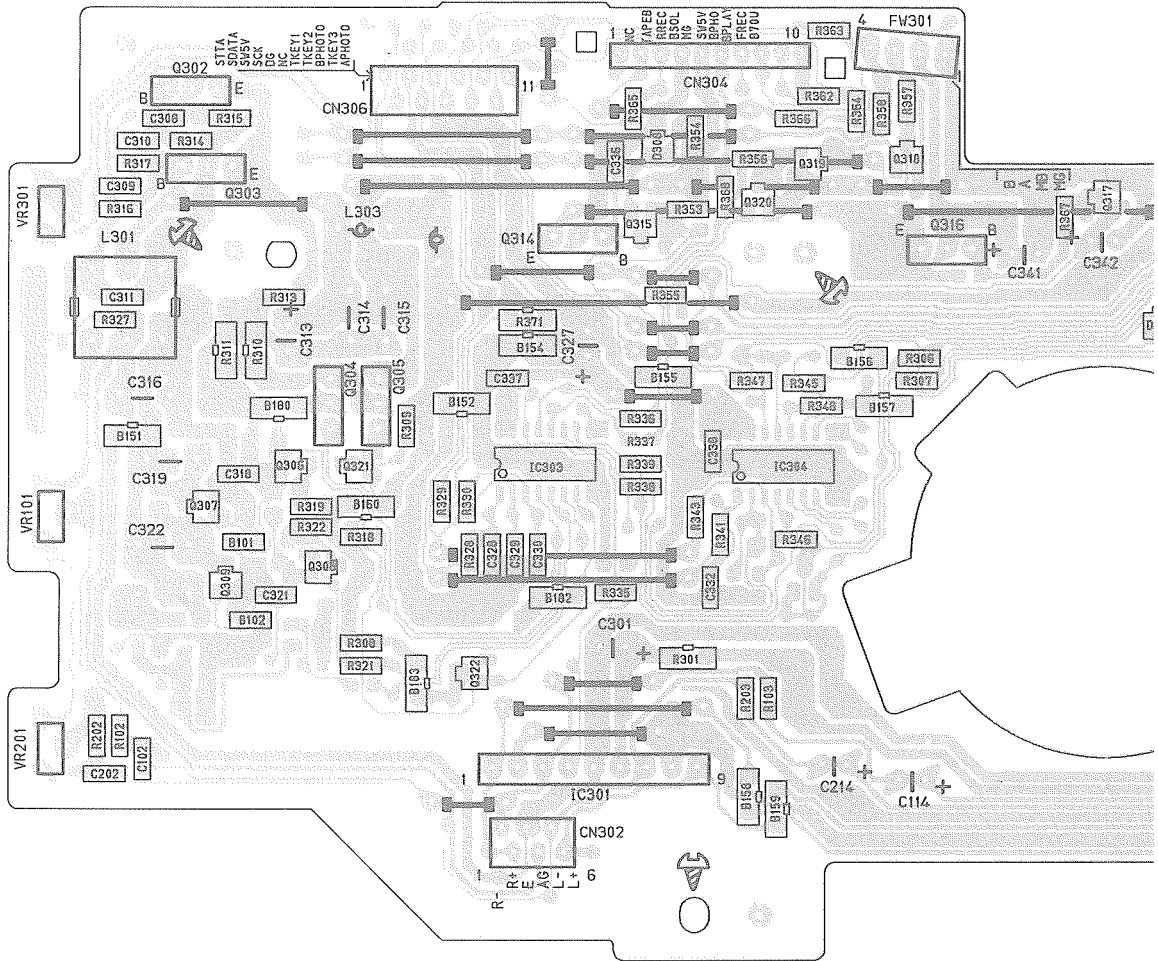 STTA
SDATA
SW5V
SCK
DG
NC
TKEY1
TKEY2
BPHOTO
TKEY3
APHOTO
1
11
CN306
1
NC
TAPEB
RREC
BSOL
MG
SW5V
BPHO
BPLAY
FREC
B70U
10
CN304
R363
4
FW301
Q302
B
E
C308
R315
C310
R314
R317
B
E
Q303
C309
R316
VR301
L301
L303
C311
R327
R313
+
C313
C314
C315
R311
R310
Q304
Q305
R309
C316
B151
B180
C319
C318
Q306
Q321
Q307
VR101
C322
B101
R319
R322
B160
R318
Q309
C321
B102
R308
R321
B163
Q322
VR201
R202
R102
C102
C202
R365
C336
R354
R356
R362
R366
R364
R358
R357
Q319
Q318
R368
Q320
R353
Q315
Q314
E
B
R355
R371
B154
C327
+
C337
B152
B155
R336
R337
R339
R338
IC303
R329
R330
R328
C328
C329
C330
B182
R335
C301
+
R301
R347
R345
R348
B156
R306
R307
B157
IC304
R343
R341
R346
C332
B
A
MB
MG
Q317
R367
Q316
E
B
+
C341
+
C342
R203
R103
C214
+
C114
+
B158
B159
1
9
IC301
CN302
1
6
R-
R+
E
AG
L-
L+